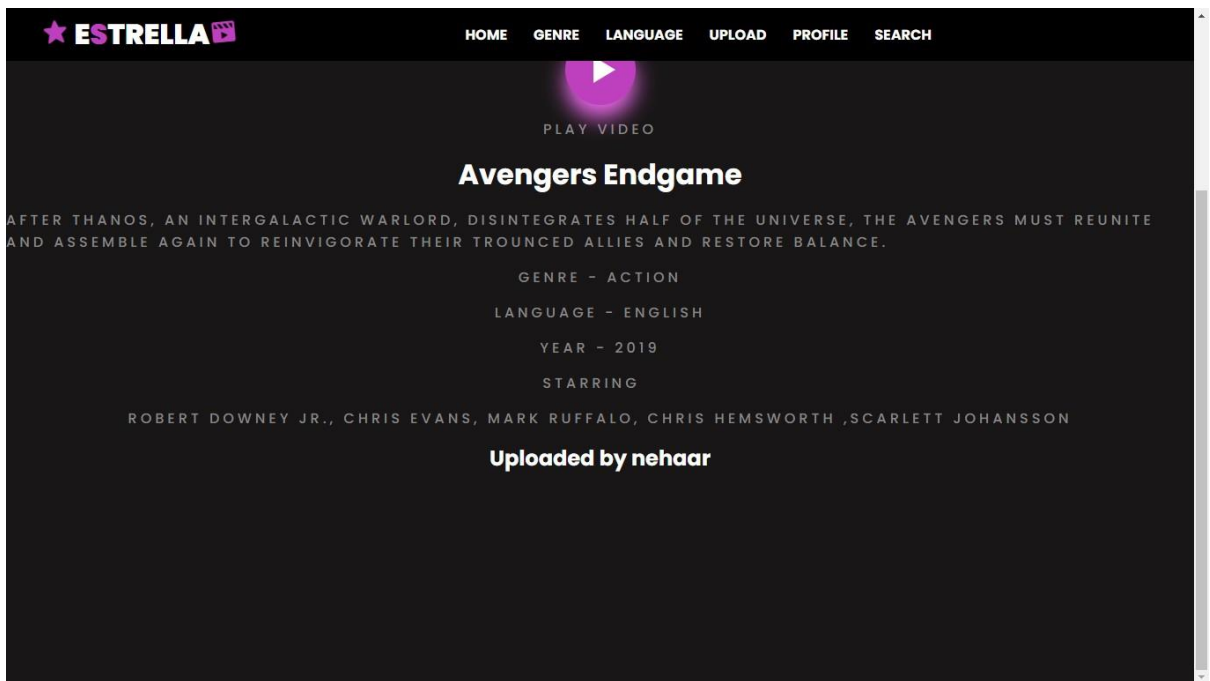 ESTRELLA
HOME GENRE LANGUAGE UPLOAD PROFILE SEARCH
PLAY VIDEO
Avengers Endgame
AFTER THANOS, AN INTERGALACTIC WARLORD, DISINTEGRATES HALF OF THE UNIVERSE, THE AVENGERS MUST REUNITE
AND ASSEMBLE AGAIN TO REINVIGORATE THEIR TROUNCED ALLIES AND RESTORE BALANCE.
GENRE - ACTION
LANGUAGE - ENGLISH
YEAR - 2019
STARRING
ROBERT DOWNEY JR., CHRIS EVANS, MARK RUFFALO, CHRIS HEMSWORTH ,SCARLETT JOHANSSON
Uploaded by nehaar